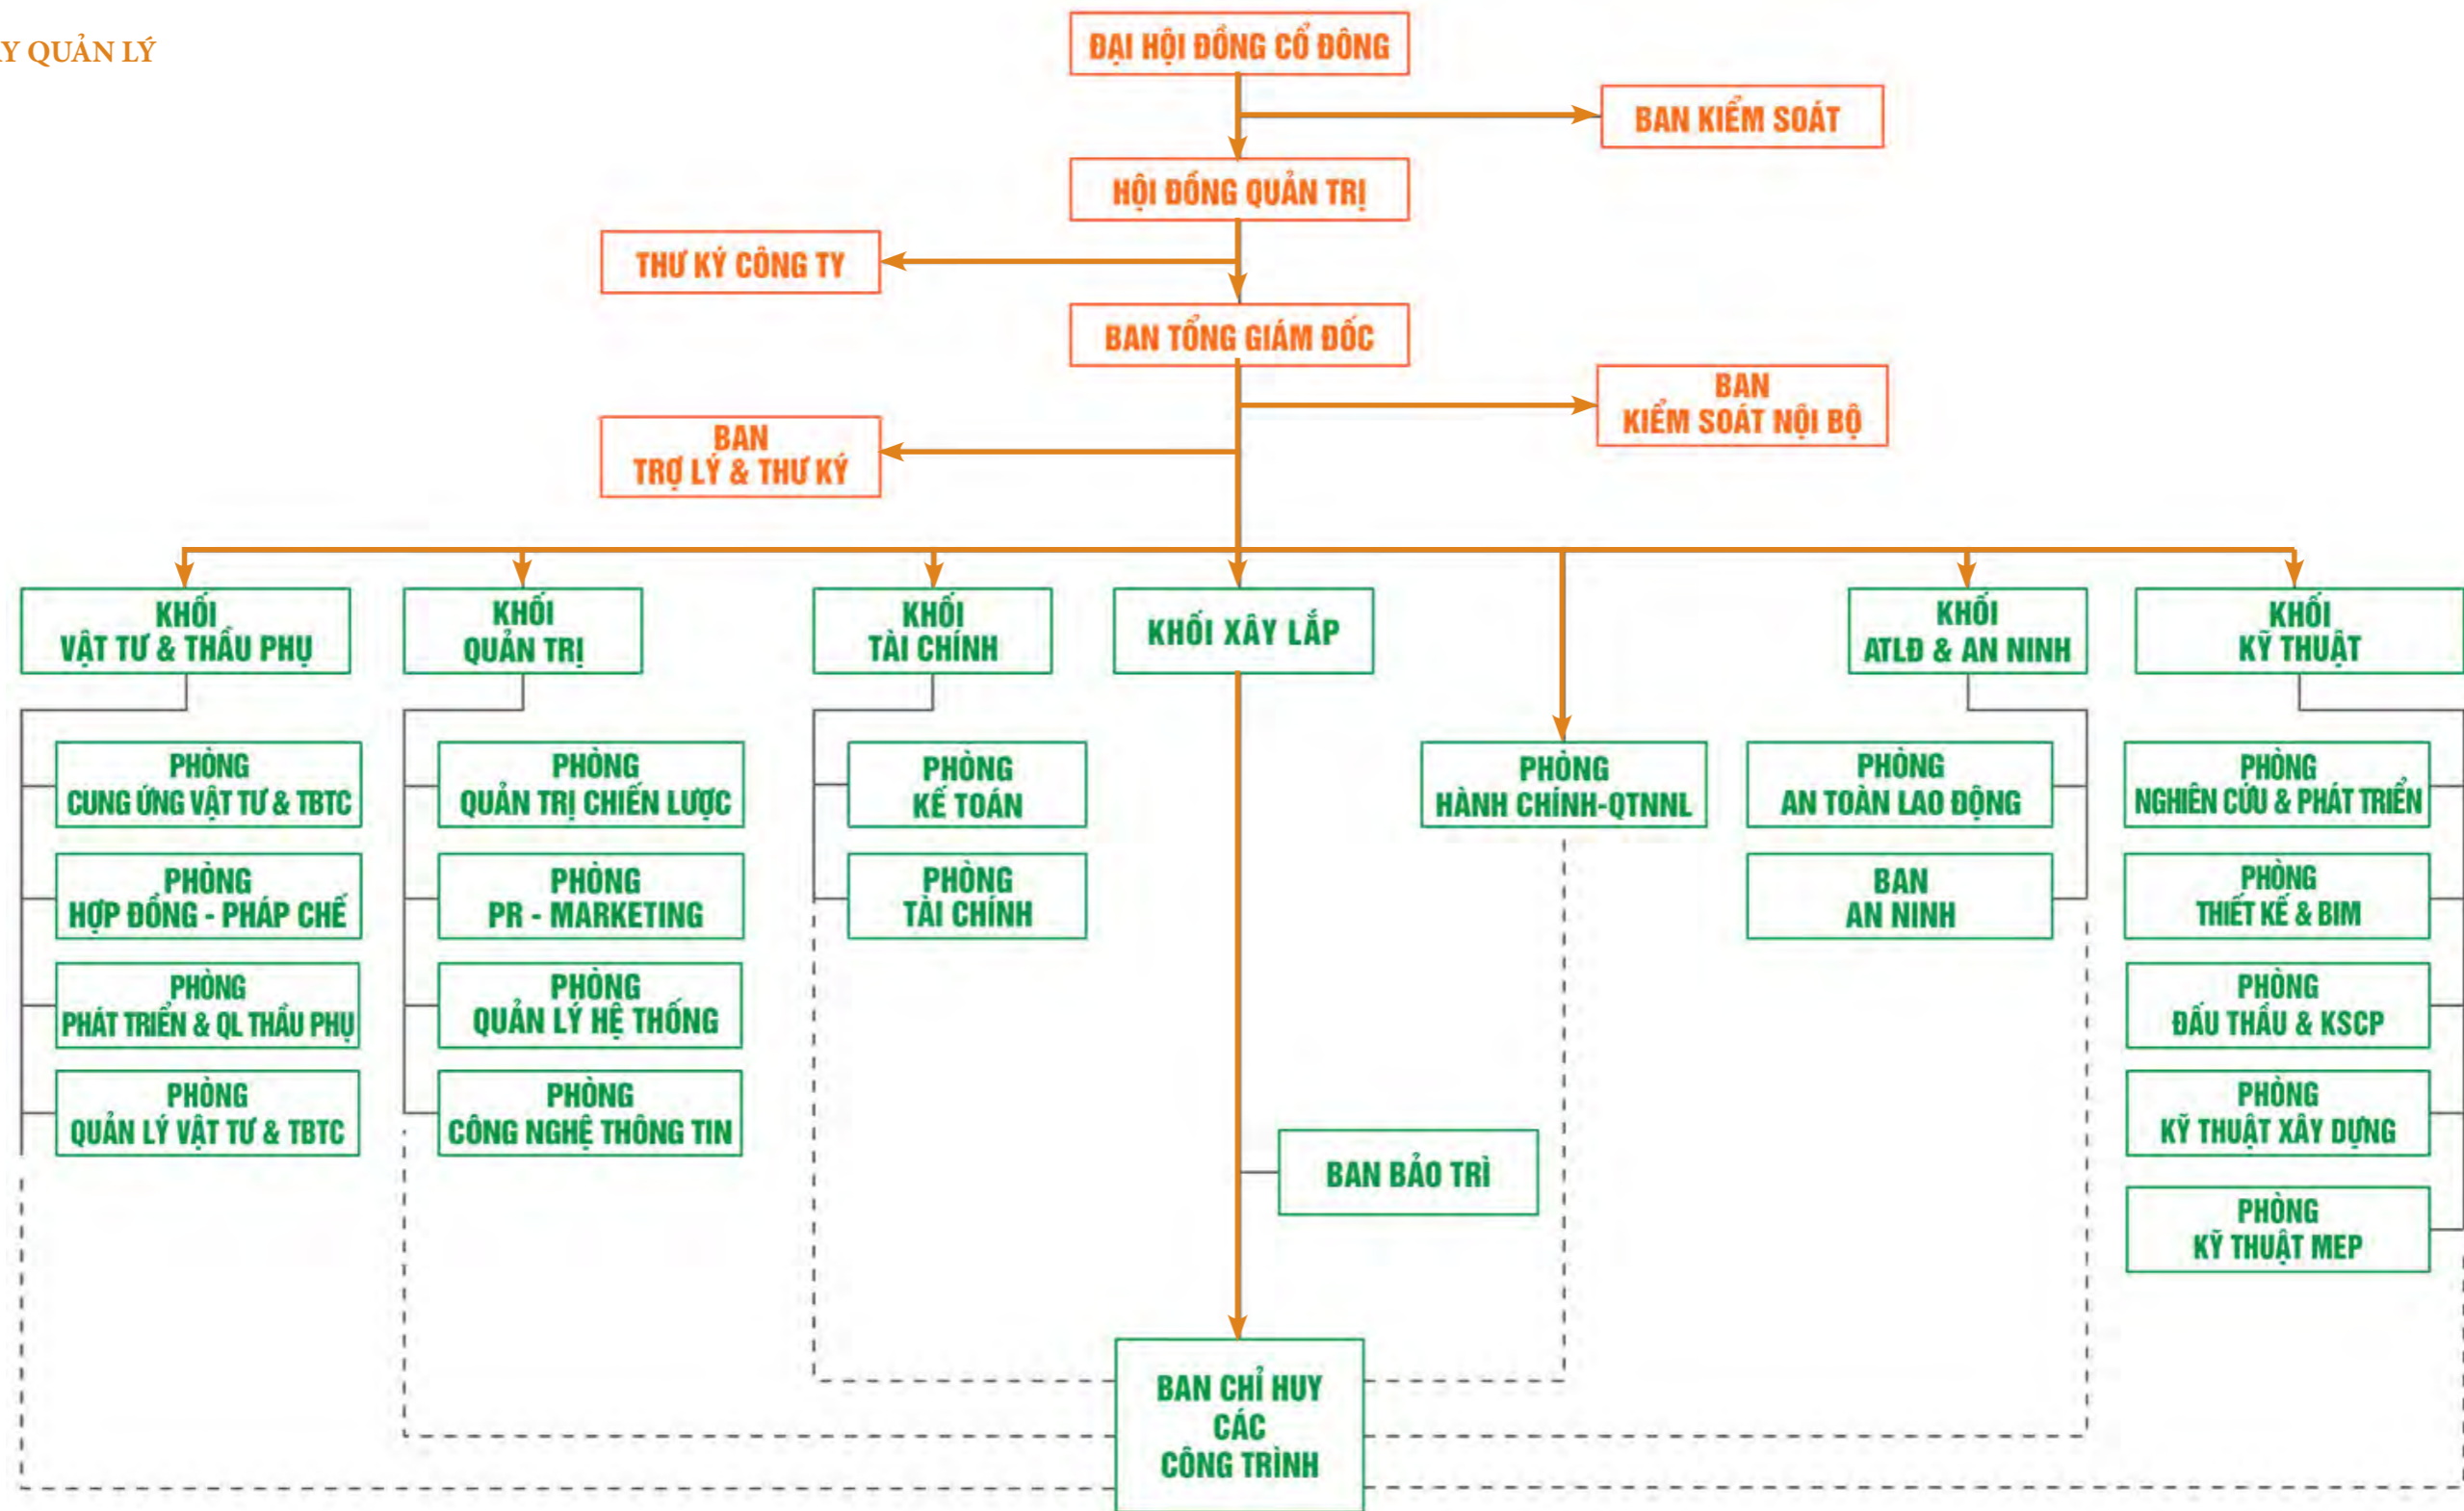 ÁY QUẢN LÝ
ĐẠI HỘI ĐỒNG CỔ ĐÔNG
BAN KIỂM SOÁT
HỘI ĐỒNG QUẢN TRỊ
THƯ KÝ CÔNG TY
BAN TỔNG GIÁM ĐỐC
BAN
KIỂM SOÁT NỘI BỘ
BAN
TRỢ LÝ & THƯ KÝ
KHỐI
VẬT TƯ & THẦU PHỤ
KHỐI
QUẢN TRỊ
KHỐI
TÀI CHÍNH
KHỐI XÂY LẮP
KHỐI
ATLĐ & AN NINH
KHỐI
KỸ THUẬT
PHÒNG
CUNG ỨNG VẬT TƯ & TBTC
PHÒNG
HỢP ĐỒNG - PHÁP CHẾ
PHÒNG
PHÁT TRIỂN & QL THẦU PHỤ
PHÒNG
QUẢN LÝ VẬT TƯ & TBTC
PHÒNG
QUẢN TRỊ CHIẾN LƯỢC
PHÒNG
PR - MARKETING
PHÒNG
QUẢN LÝ HỆ THỐNG
PHÒNG
CÔNG NGHỆ THÔNG TIN
PHÒNG
KẾ TOÁN
PHÒNG
TÀI CHÍNH
PHÒNG
HÀNH CHÍNH-QTNNL
PHÒNG
AN TOÀN LAO ĐỘNG
BAN
AN NINH
PHÒNG
NGHIÊN CỨU & PHÁT TRIỂN
PHÒNG
THIẾT KẾ & BIM
PHÒNG
ĐẤU THẦU & KSCP
PHÒNG
KỸ THUẬT XÂY DỰNG
PHÒNG
KỸ THUẬT MEP
BAN BẢO TRÌ
BAN CHỈ HUY
CÁC
CÔNG TRÌNH